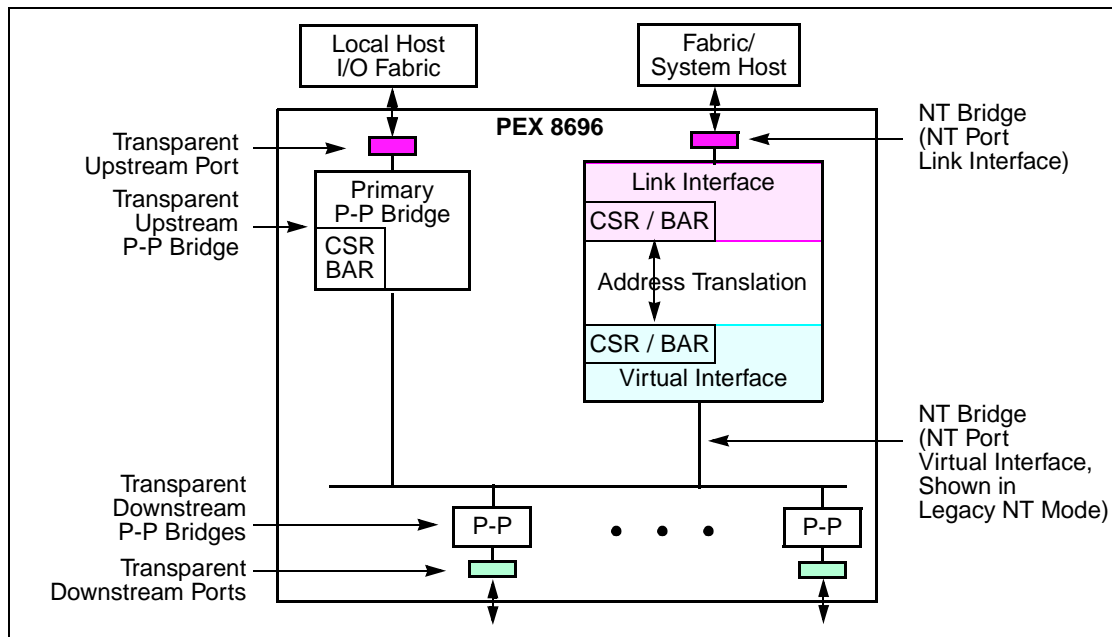 Local Host
I/O Fabric
Fabric/
System Host
PEX 8696
Transparent
Upstream Port
NT Bridge
(NT Port
Link Interface)
Transparent
Upstream
P-P Bridge
Primary
P-P Bridge
CSR
BAR
Link Interface
CSR / BAR
Address Translation
CSR / BAR
Virtual Interface
NT Bridge
(NT Port
Virtual Interface,
Shown in
Legacy NT Mode)
Transparent
Downstream
P-P Bridges
P-P
• • •
P-P
Transparent
Downstream Ports